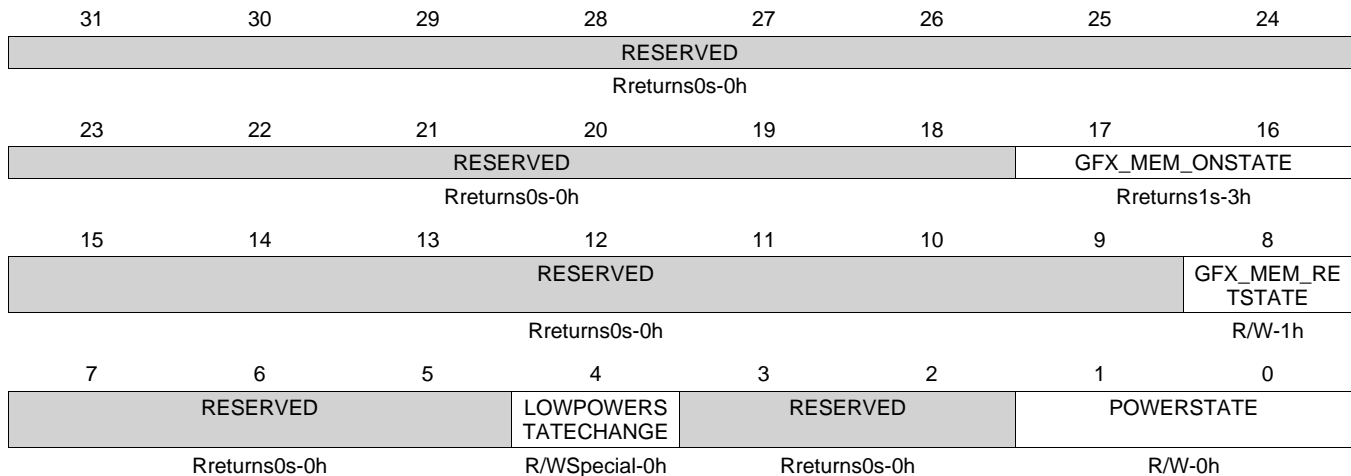 31 30 29 28 27 26 25 24
RESERVED
Rreturns0s-0h
23 22 21 20 19 18 17 16
RESERVED GFX_MEM_ONSTATE
Rreturns0s-0h Rreturns1s-3h
15 14 13 12 11 10 9 8
RESERVED GFX_MEM_RE
TSTATE
Rreturns0s-0h R/W-1h
7 6 5 4 3 2 1 0
RESERVED LOWPOWERS RESERVED POWERSTATE
TATECHANGE
Rreturns0s-0h R/WSpecial-0h Rreturns0s-0h R/W-0h